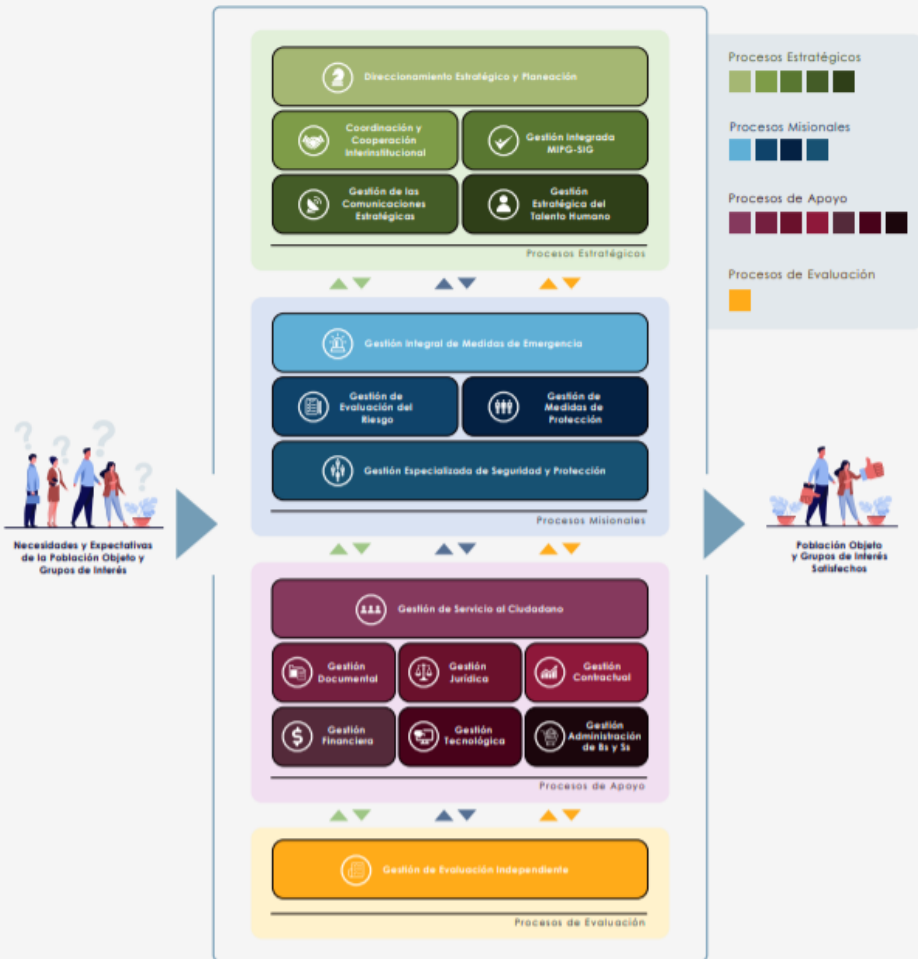 Direccionamiento Estratégico y Planeación
Coordinación y
Cooperación
Interinstitucional
Gestión Integrada
MIPG-SIG
Gestión de las
Comunicaciones
Estratégicas
Gestión
Estratégica del
Talento Humano
Procesos Estratégicos
Procesos Estratégicos
Procesos Misionales
Procesos de Apoyo
Procesos de Evaluación
Gestión Integral de Medidas de Emergencia
Gestión de
Evaluación del
Riesgo
Gestión de
Medidas de
Protección
Gestión Especializada de Seguridad y Protección
Procesos Misionales
? ? ? ?
Necesidades y Expectativas
de la Población Objeto y
Grupos de Interés
Población Objeto
y Grupos de Interés
Satisfechos
Gestión de Servicio al Ciudadano
Gestión
Documental
Gestión
Jurídica
Gestión
Contractual
$
Gestión
Financiera
Gestión
Tecnológica
Gestión
Administración
de Bs y Ss
Procesos de Apoyo
Gestión de Evaluación Independiente
Procesos de Evaluación